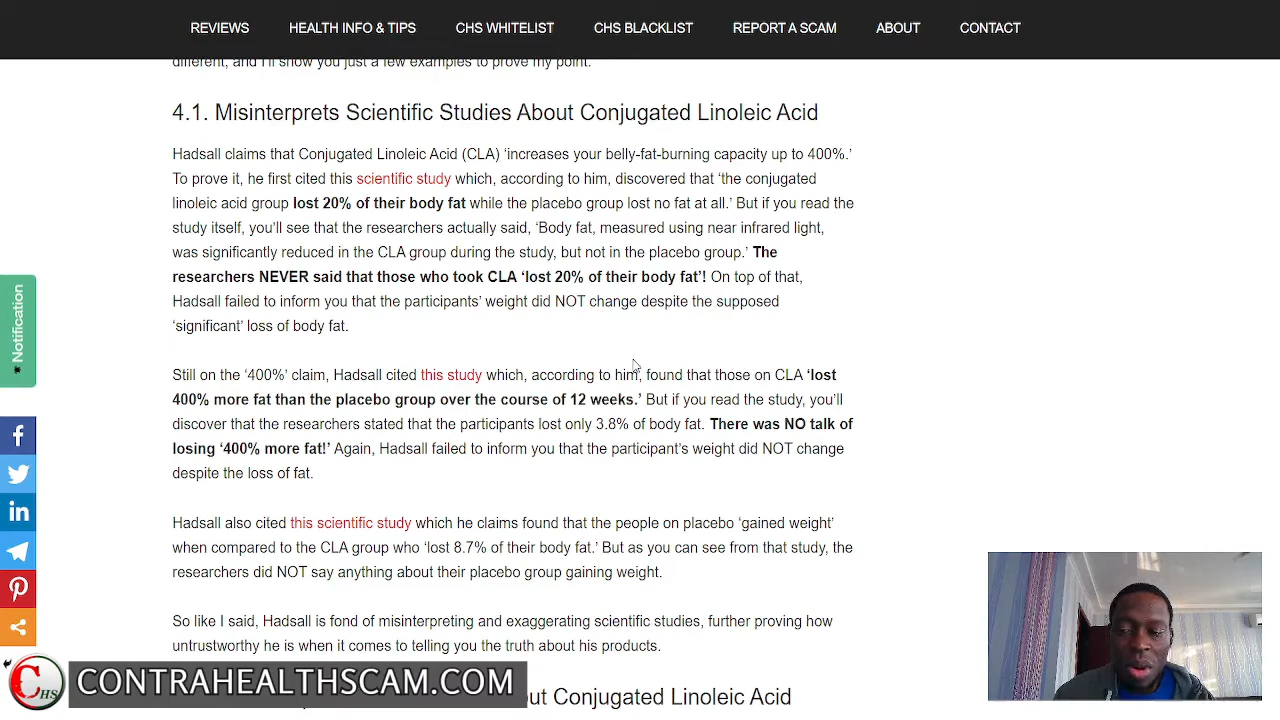 REVIEWS HEALTH INFO & TIPS CHS WHITELIST CHS BLACKLIST REPORT A SCAM ABOUT CONTACT
different, and I'll show you just a few examples to prove my point.
4.1. Misinterprets Scientific Studies About Conjugated Linoleic Acid
Hadsall claims that Conjugated Linoleic Acid (CLA) ‘increases your belly-fat-burning capacity up to 400%.’
To prove it, he first cited this scientific study which, according to him, discovered that ‘the conjugated
linoleic acid group lost 20% of their body fat while the placebo group lost no fat at all.’ But if you read the
study itself, you’ll see that the researchers actually said, ‘Body fat, measured using near infrared light,
was significantly reduced in the CLA group during the study, but not in the placebo group.’ The
researchers NEVER said that those who took CLA ‘lost 20% of their body fat’! On top of that,
Hadsall failed to inform you that the participants’ weight did NOT change despite the supposed
‘significant’ loss of body fat.
Still on the ‘400%’ claim, Hadsall cited this study which, according to him, found that those on CLA ‘lost
400% more fat than the placebo group over the course of 12 weeks.’ But if you read the study, you’ll
discover that the researchers stated that the participants lost only 3.8% of body fat. There was NO talk of
losing ‘400% more fat!’ Again, Hadsall failed to inform you that the participant’s weight did NOT change
despite the loss of fat.
Hadsall also cited this scientific study which he claims found that the people on placebo ‘gained weight’
when compared to the CLA group who ‘lost 8.7% of their body fat.’ But as you can see from that study, the
researchers did NOT say anything about their placebo group gaining weight.
So like I said, Hadsall is fond of misinterpreting and exaggerating scientific studies, further proving how
untrustworthy he is when it comes to telling you the truth about his products.
out Conjugated Linoleic Acid
Notification
CHS
CONTRAHEALTHSCAM.COM